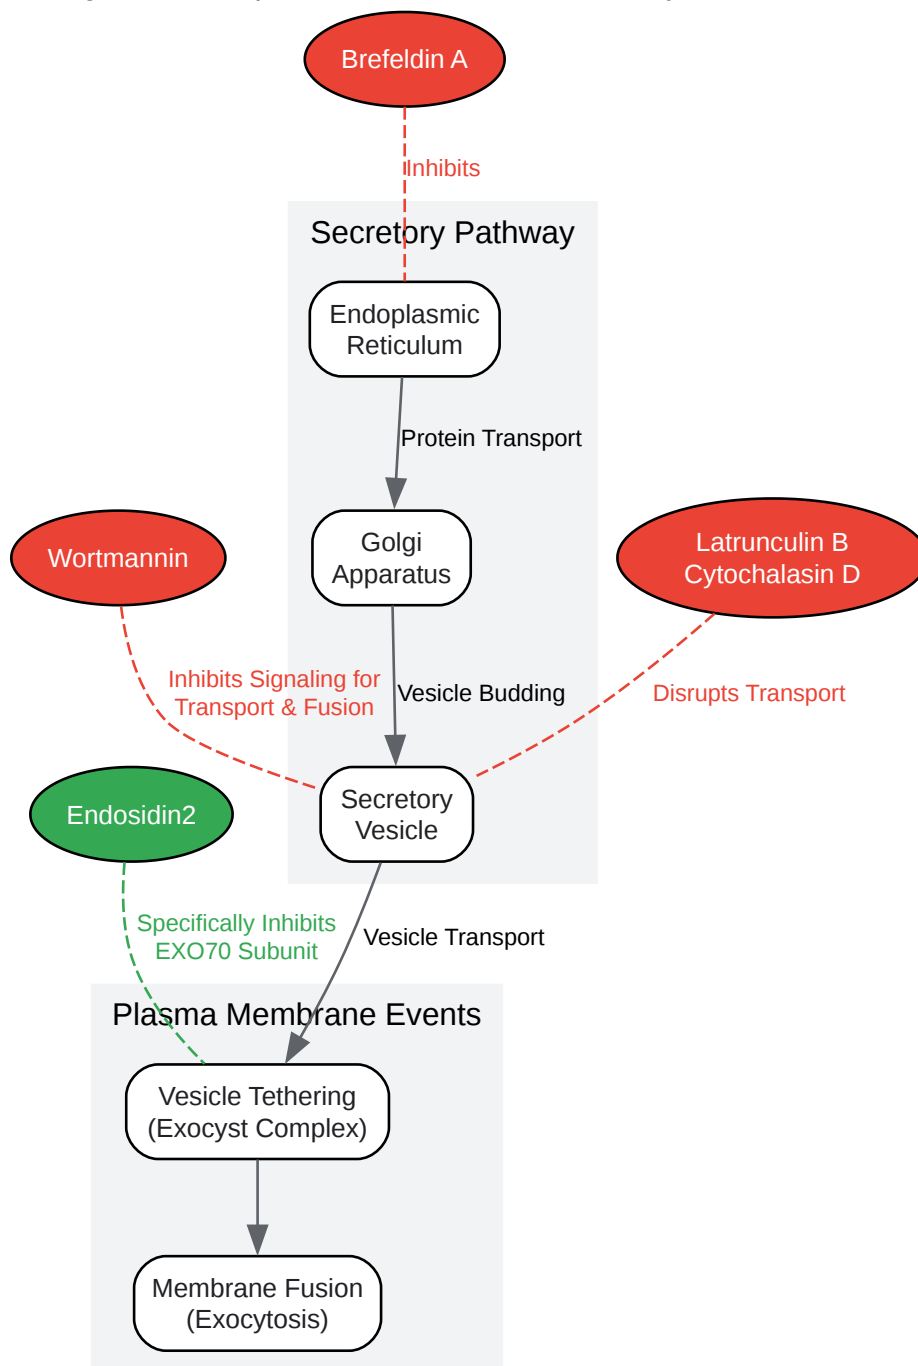 Brefeldin A
Inhibits
Secretory Pathway
Endoplasmic
Reticulum
Protein Transport
Wortmannin
Golgi
Apparatus
Latrunculin B
Cytochalasin D
Inhibits Signaling for
Transport & Fusion
Vesicle Budding
Disrupts Transport
Endosidin2
Secretory
Vesicle
Specifically Inhibits
EXO70 Subunit
Vesicle Transport
Plasma Membrane Events
Vesicle Tethering
(Exocyst Complex)
Membrane Fusion
(Exocytosis)